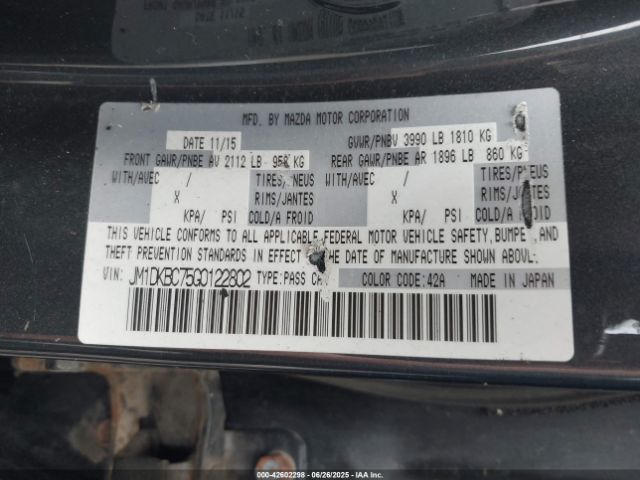 MFD. BY MAZDA MOTOR CORPORATION
DATE 11/15 GVWR/PNBV 3990 LB 1810 KG
FRONT GAWR/PNBE AV 2112 LB 958 KG REAR GAWR/PNBE AR 1896 LB 860 KG
WITH/AVEC / TIRES/PNEUS WITH/AVEC / TIRES/PNEUS
X RIMS/JANTES X RIMS/JANTES
KPA/ PSI COLD/A FROID KPA/ PSI COLD/A FROID
THIS VEHICLE CONFORMS TO ALL APPLICABLE FEDERAL MOTOR VEHICLE SAFETY, BUMPER, AND
THEFT PREVENTION STANDARDS IN EFFECT ON THE DATE OF MANUFACTURE SHOWN ABOVE.
VIN: JM1DKBC75G0122802 TYPE: PASS CAR COLOR CODE: 42A MADE IN JAPAN
000-42602298 - 06/26/2025 - IAAI, Inc.